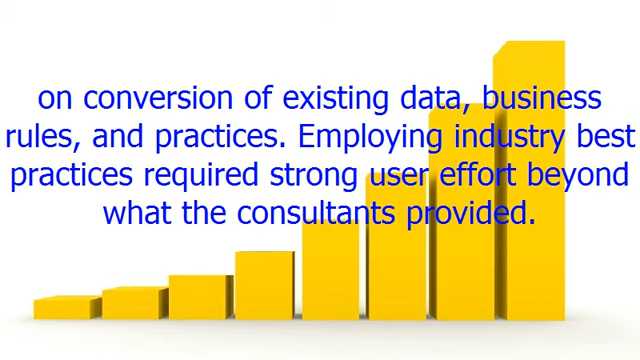 on conversion of existing data, business
rules, and practices. Employing industry best
practices required strong user effort beyond
what the consultants provided.